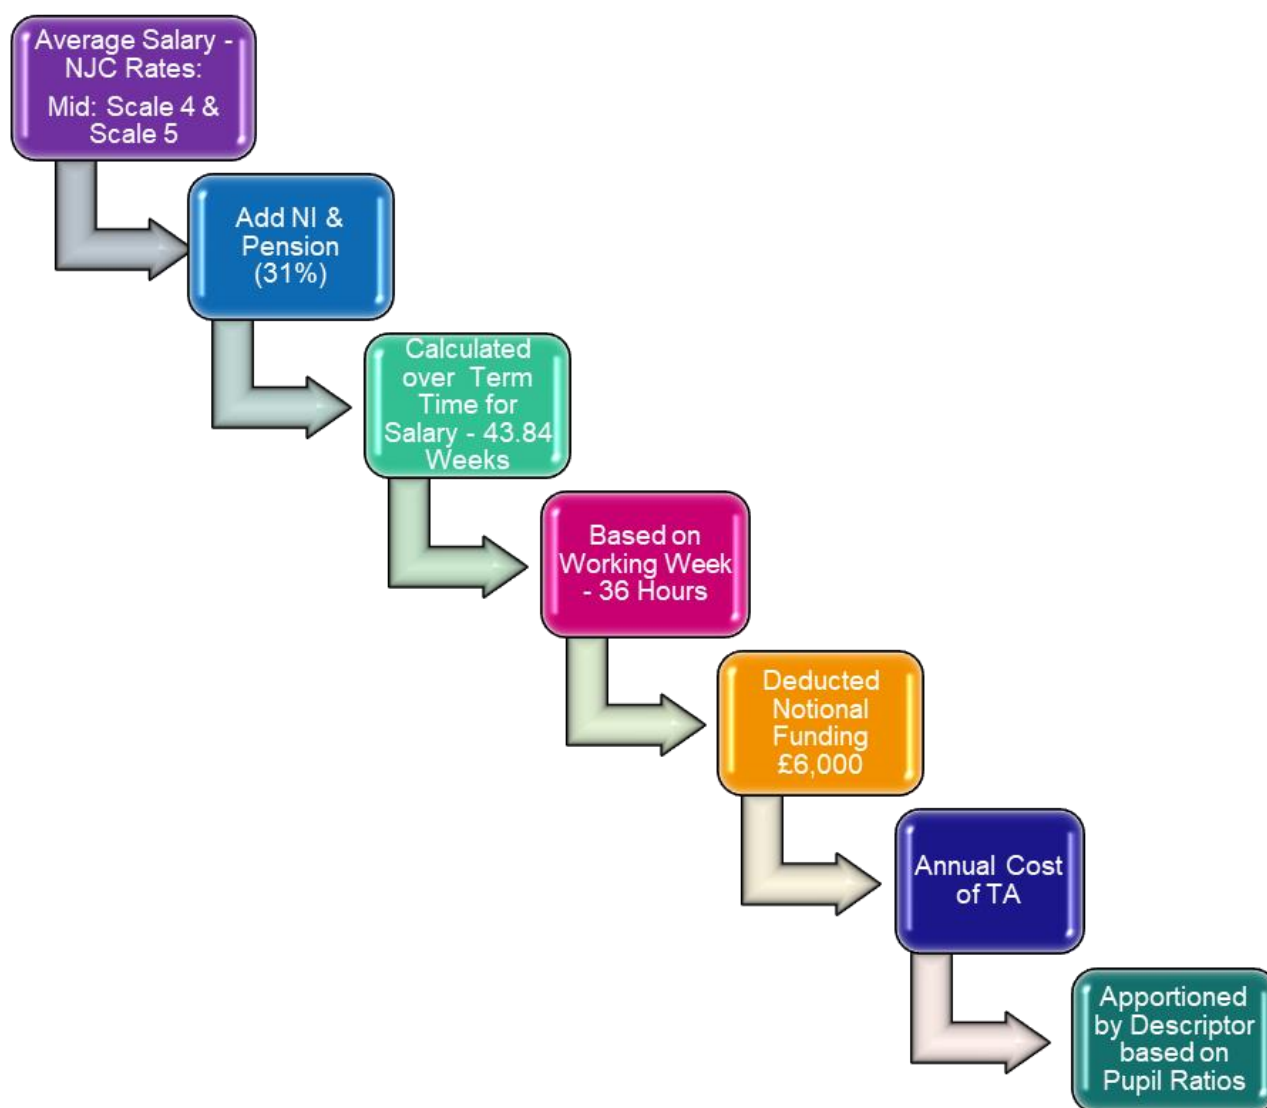 Average Salary -
NJC Rates:
Mid: Scale 4 &
Scale 5
Add NI &
Pension
(31%)
Calculated
over Term
Time for
Salary - 43.84
Weeks
Based on
Working Week
- 36 Hours
Deducted
Notional
Funding
£6,000
Annual Cost
of TA
Apportioned
by Descriptor
based on
Pupil Ratios